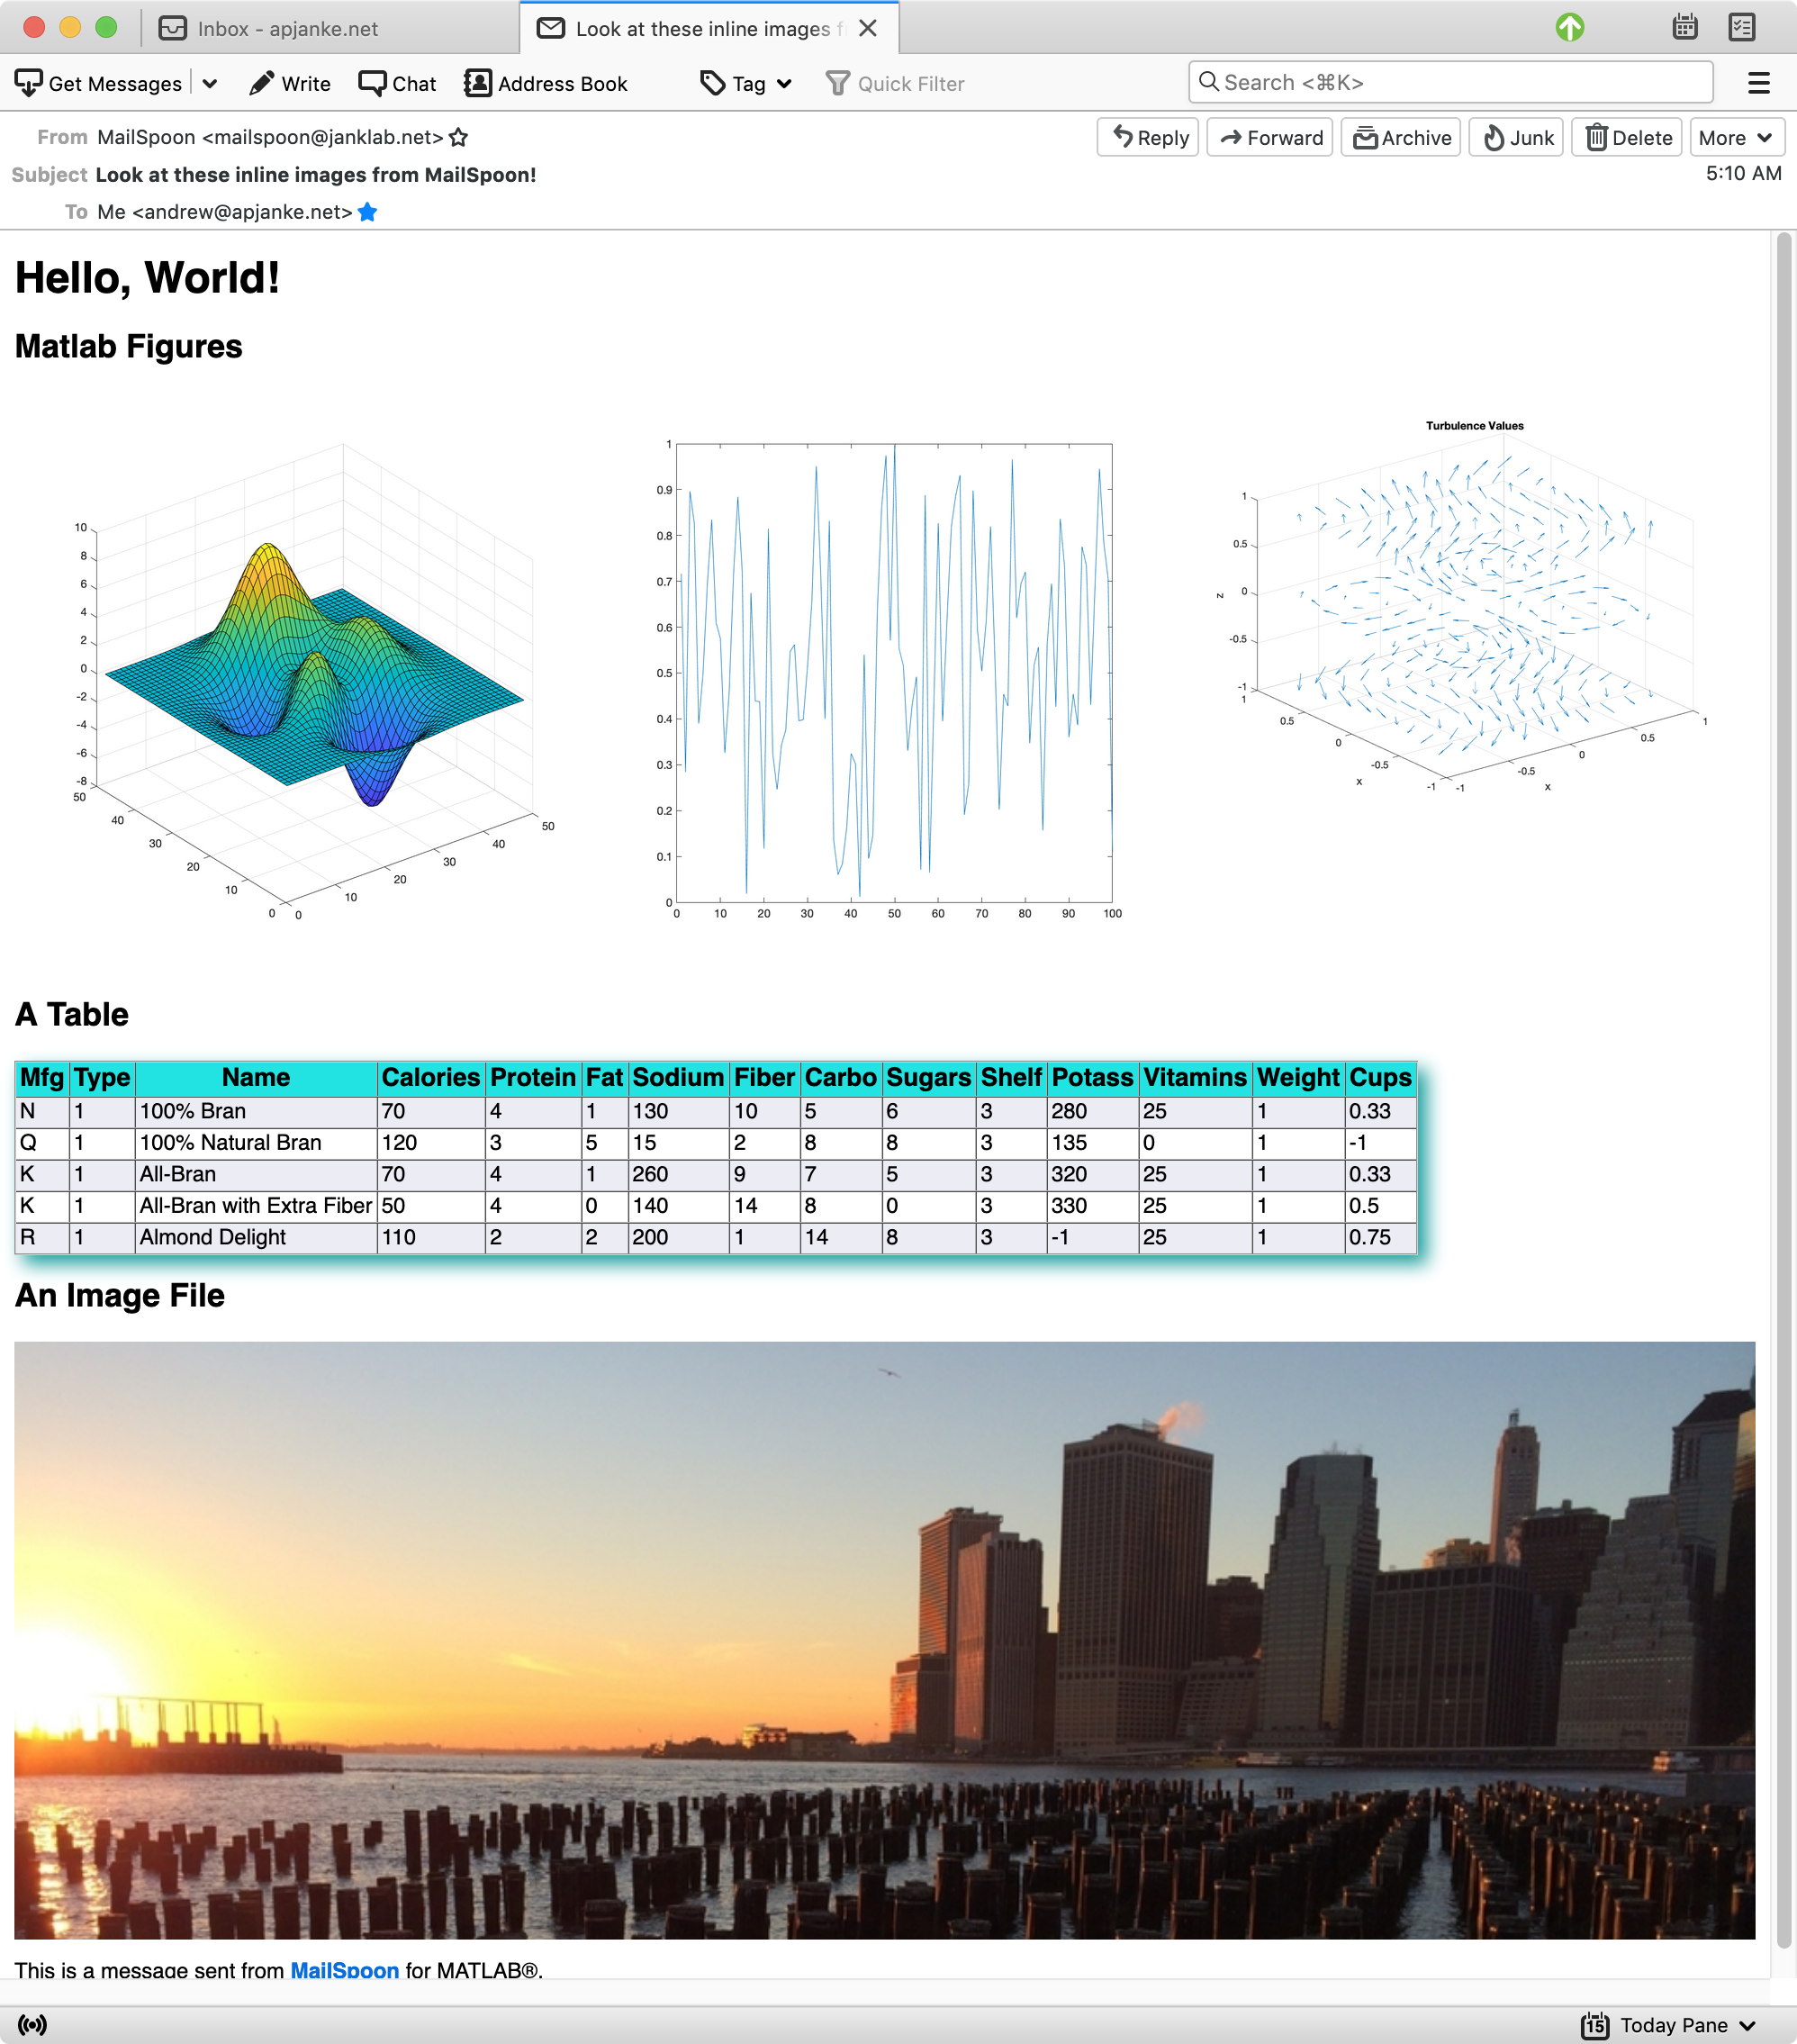 Inbox - apjanke.net
Look at these inline images f
Get Messages Write Chat Address Book Tag Quick Filter Search <⌘K>
From MailSpoon <mailspoon@janklab.net> Reply Forward Archive Junk Delete More
Subject Look at these inline images from MailSpoon! 5:10 AM
To Me <andrew@apjanke.net>
Hello, World!
Matlab Figures
10
8
6
4
2
0
-2
-4
-6
-8
50
40
30
20
10
0
0
10
20
30
40
50
1
0.9
0.8
0.7
0.6
0.5
0.4
0.3
0.2
0.1
0
0 10 20 30 40 50 60 70 80 90 100
Turbulence Values
1
0.5
0
-0.5
-1
z
1
0.5
0
-0.5
-1
x
-1
-0.5
0
0.5
1
x
A Table
Mfg Type Name Calories Protein Fat Sodium Fiber Carbo Sugars Shelf Potass Vitamins Weight Cups
N 1 100% Bran 70 4 1 130 10 5 6 3 280 25 1 0.33
Q 1 100% Natural Bran 120 3 5 15 2 8 8 3 135 0 1 -1
K 1 All-Bran 70 4 1 260 9 7 5 3 320 25 1 0.33
K 1 All-Bran with Extra Fiber 50 4 0 140 14 8 0 3 330 25 1 0.5
R 1 Almond Delight 110 2 2 200 1 14 8 3 -1 25 1 0.75
An Image File
This is a message sent from MailSpoon for MATLAB®.
15 Today Pane